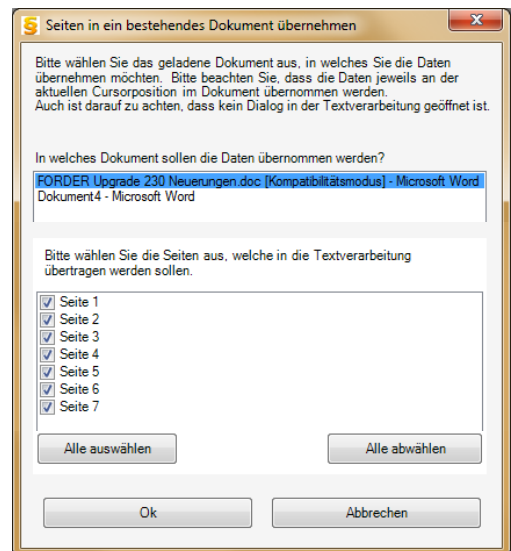 Seiten in ein bestehendes Dokument übernehmen
Bitte wählen Sie das geladene Dokument aus, in welches Sie die Daten
übernehmen möchten. Bitte beachten Sie, dass die Daten jeweils an der
aktuellen Cursorposition im Dokument übernommen werden.
Auch ist darauf zu achten, dass kein Dialog in der Textverarbeitung geöffnet ist.
In welches Dokument sollen die Daten übernommen werden?
FORDER Upgrade 230 Neuerungen.doc [Kompatibilitätsmodus] - Microsoft Word
Dokument4 - Microsoft Word
Bitte wählen Sie die Seiten aus, welche in die Textverarbeitung
übertragen werden sollen.
Seite 1
Seite 2
Seite 3
Seite 4
Seite 5
Seite 6
Seite 7
Alle auswählen
Alle abwählen
Ok
Abbrechen